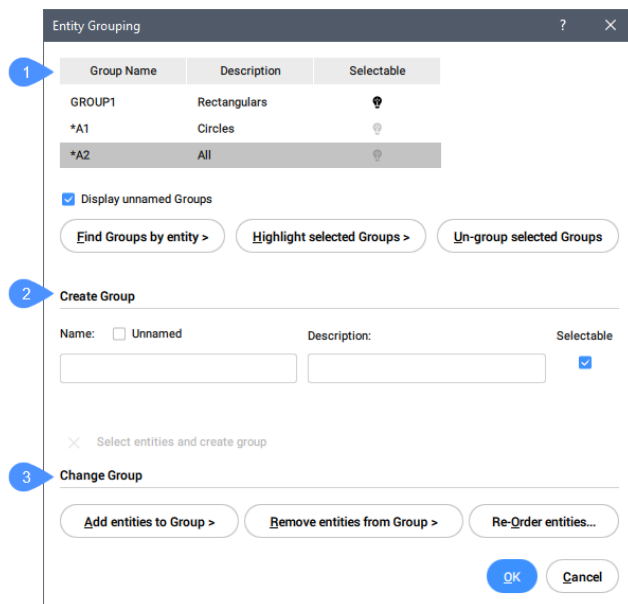 Entity Grouping ?
1
Group Name Description Selectable
GROUP1 Rectangulars
*A1 Circles
*A2 All
Display unnamed Groups
Find Groups by entity > Highlight selected Groups > Un-group selected Groups
2
Create Group
Name: Unnamed Description: Selectable
Select entities and create group
3
Change Group
Add entities to Group > Remove entities from Group > Re-Order entities...
OK Cancel